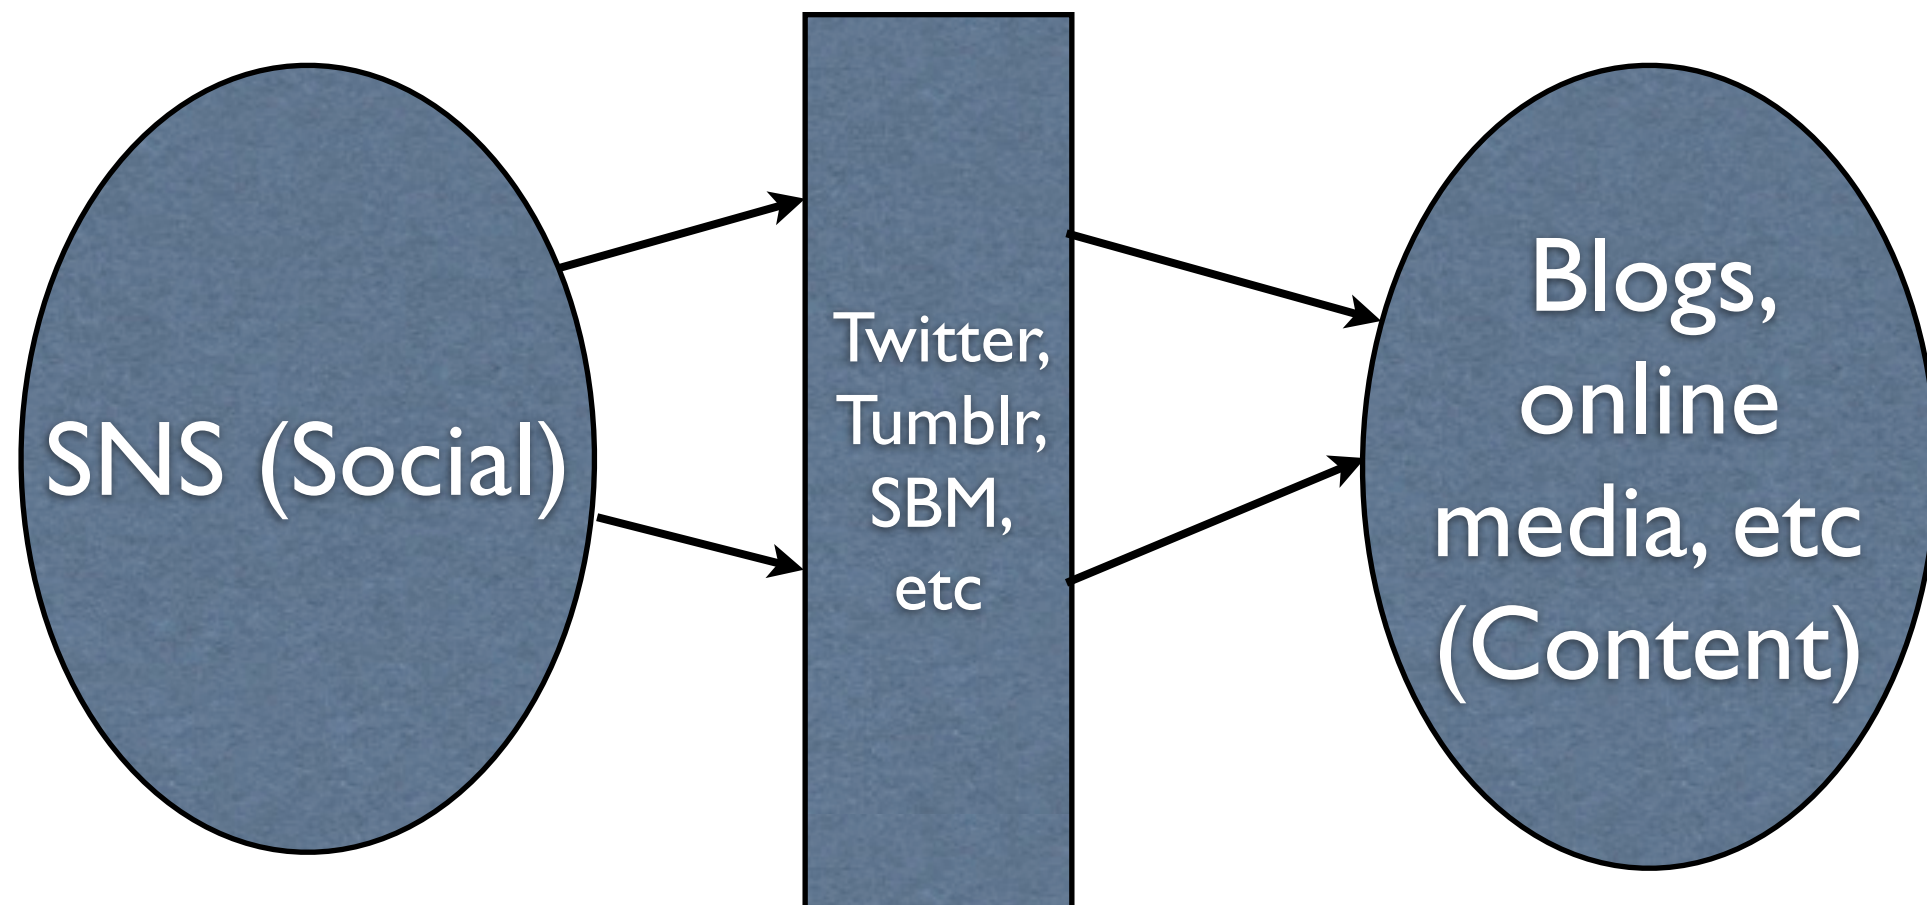 SNS (Social)
Twitter,
Tumblr,
SBM,
etc
Blogs,
online
media, etc
(Content)